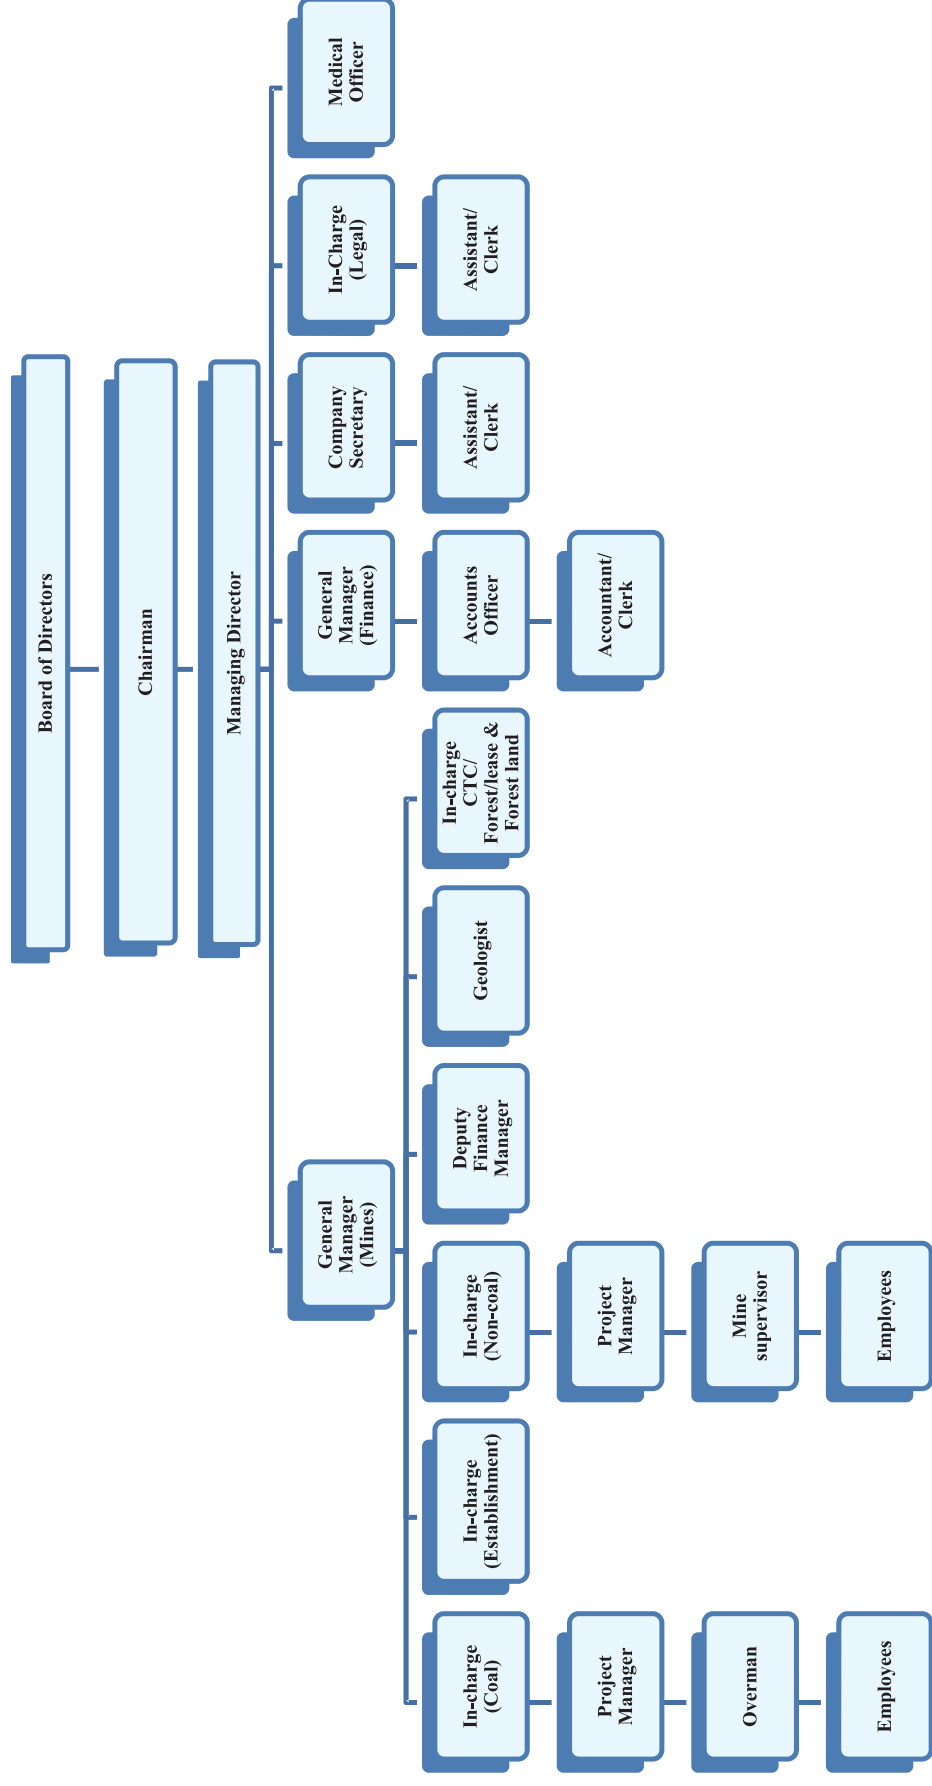 Board of Directors
Chairman
Managing Director
General
Manager
(Mines)
General
Manager
(Finance)
Company
Secretary
In-Charge
(Legal)
Medical
Officer
In-charge
(Coal)
In-charge
(Establishment)
In-charge
(Non-coal)
Deputy
Finance
Manager
Geologist
In-charge
CTC/
Forest/lease &
Forest land
Accounts
Officer
Assistant/
Clerk
Assistant/
Clerk
Project
Manager
Project
Manager
Accountant/
Clerk
Overman
Mine
supervisor
Employees
Employees